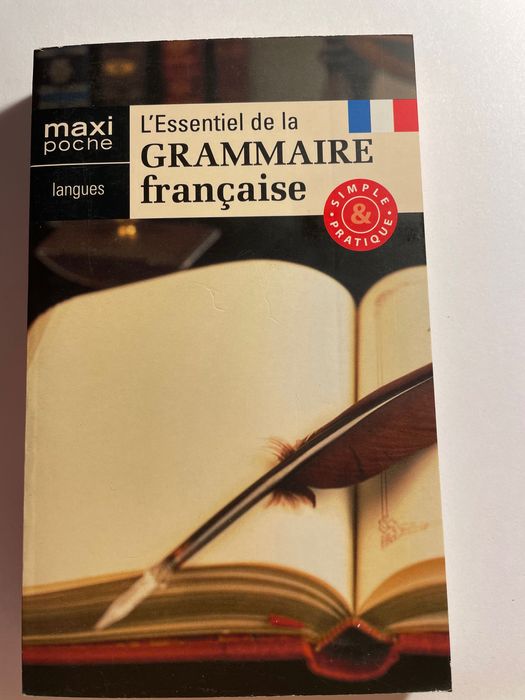 maxi
poche
langues
L'Essentiel de la
GRAMMAIRE
française
SIMPLE
&
PRATIQUE